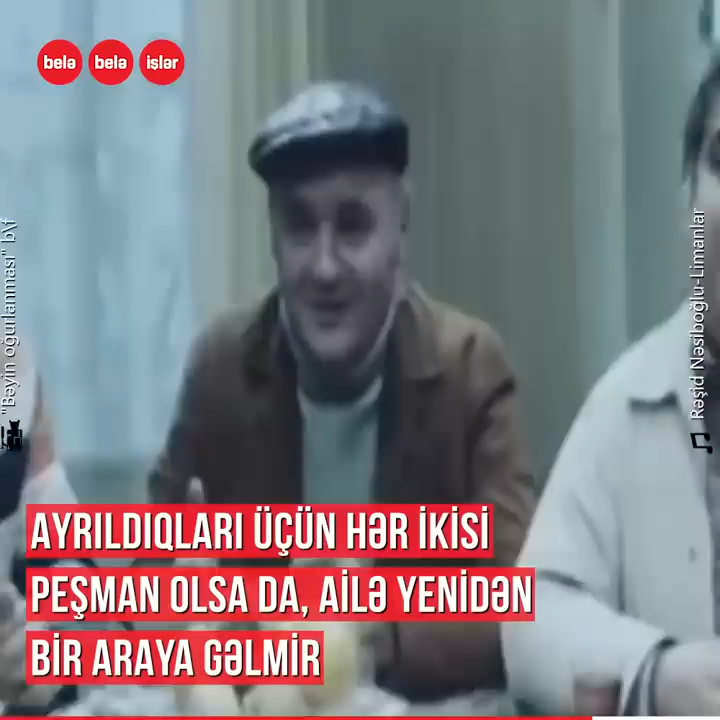 belə belə işlər
"Bəyin oğurlanması" b\f
Rəşid Nəsiboğlu-Limanlar
AYRILDIQLARI ÜÇÜN HƏR İKİSİ
PEŞMAN OLSA DA, AİLƏ YENİDƏN
BİR ARAYA GƏLMİR